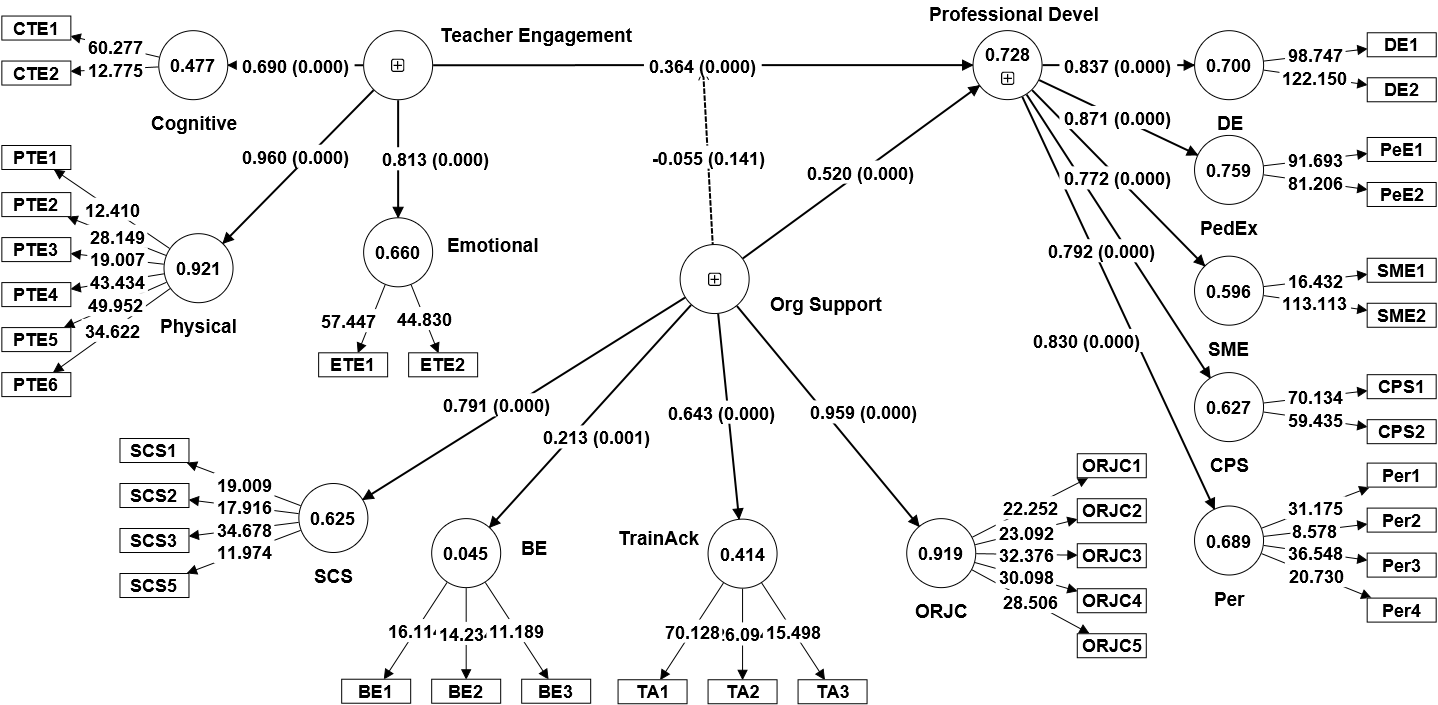 Professional Devel
CTE1
60.277
CTE2
12.775
0.477
Cognitive
0.690 (0.000)
Teacher Engagement
0.364 (0.000)
0.728
0.837 (0.000)
0.700
DE
98.747
DE1
122.150
DE2
0.871 (0.000)
0.759
PedEx
91.693
PeE1
81.206
PeE2
0.772 (0.000)
0.596
SME
16.432
SME1
113.113
SME2
0.792 (0.000)
0.627
CPS
70.134
CPS1
59.435
CPS2
0.830 (0.000)
0.689
Per
31.175
Per1
8.578
Per2
36.548
Per3
20.730
Per4
0.960 (0.000)
0.813 (0.000)
-0.055 (0.141)
0.520 (0.000)
PTE1
12.410
PTE2
28.149
PTE3
19.007
PTE4
43.434
PTE5
49.952
PTE6
34.622
0.921
Physical
0.660
Emotional
57.447
44.830
ETE1
ETE2
Org Support
0.791 (0.000)
0.213 (0.001)
0.643 (0.000)
0.959 (0.000)
SCS1
19.009
SCS2
17.916
SCS3
34.678
SCS5
11.974
0.625
SCS
0.045
BE
11.189
BE1
BE2
BE3
TrainAck
0.414
70.128
15.498
TA1
TA2
TA3
0.919
ORJC
22.252
ORJC1
23.092
ORJC2
32.376
ORJC3
30.098
ORJC4
28.506
ORJC5